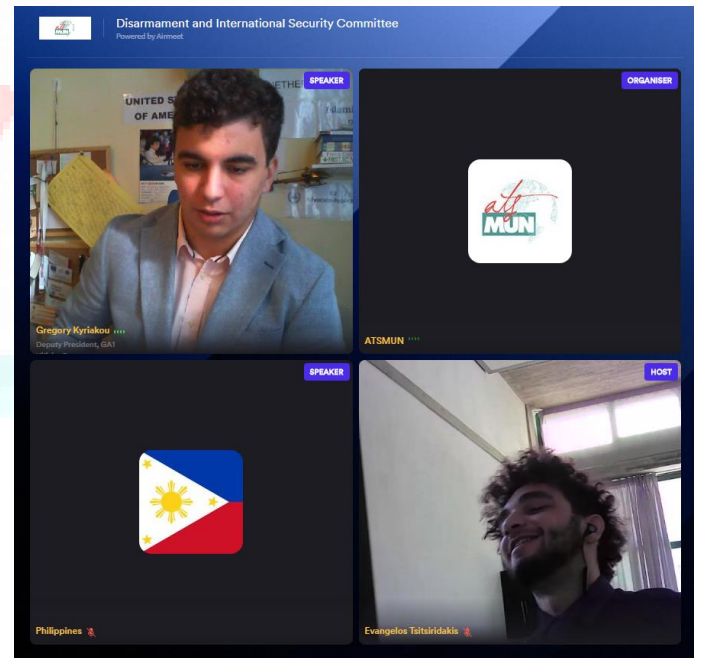 Disarmament and International Security Committee
Powered by Airmeet
SPEAKER
UNITED S
OF AME
ETHE
Gregory Kyriakou
Deputy President, GA1
ORGANISER
ats
MUN
ATSMUN
SPEAKER
Philippines
HOST
Evangelos Tsitsiridakis